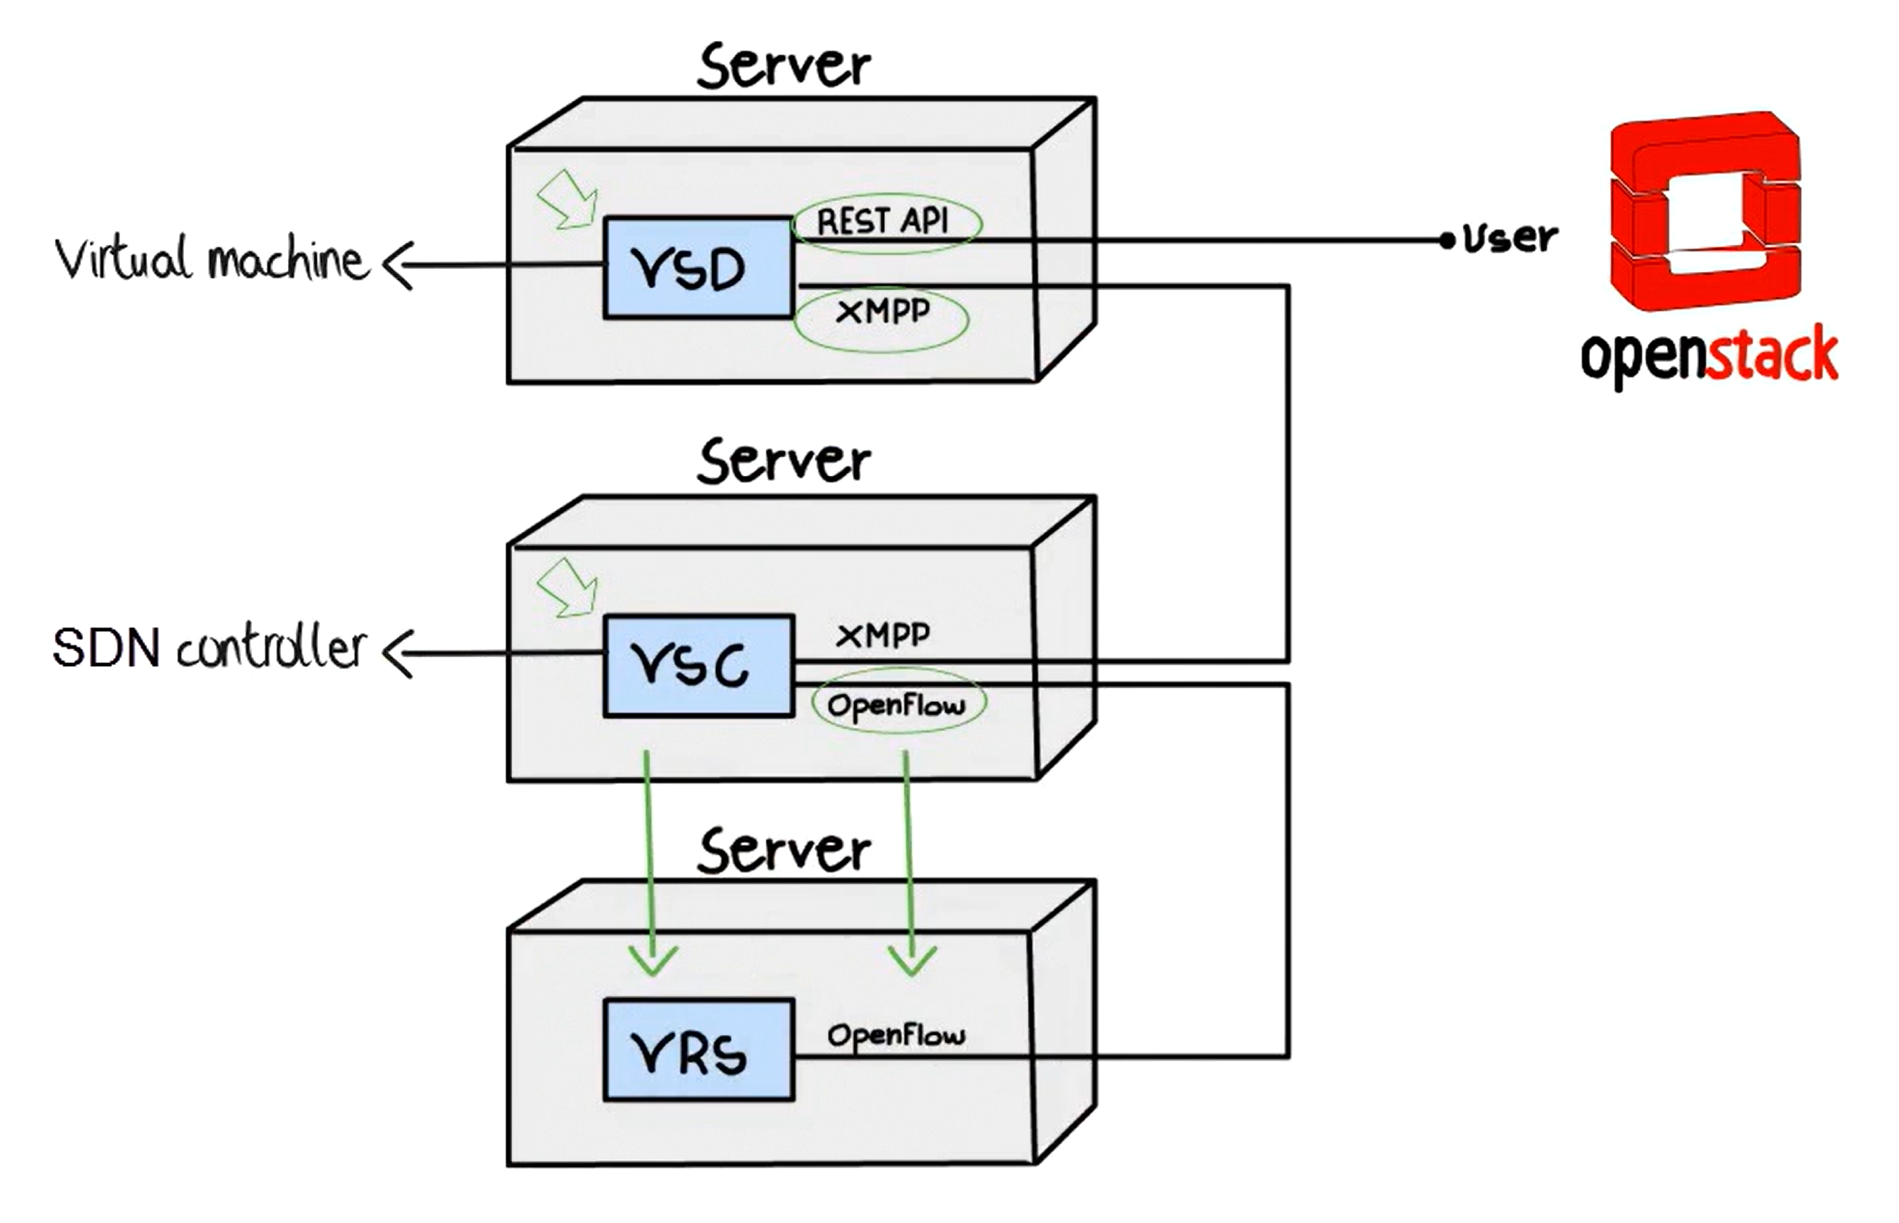 Server
REST API
Virtual machine
VSD
User
XMPP
openstack
Server
XMPP
SDN controller
VSC
OpenFlow
Server
OpenFlow
VRS